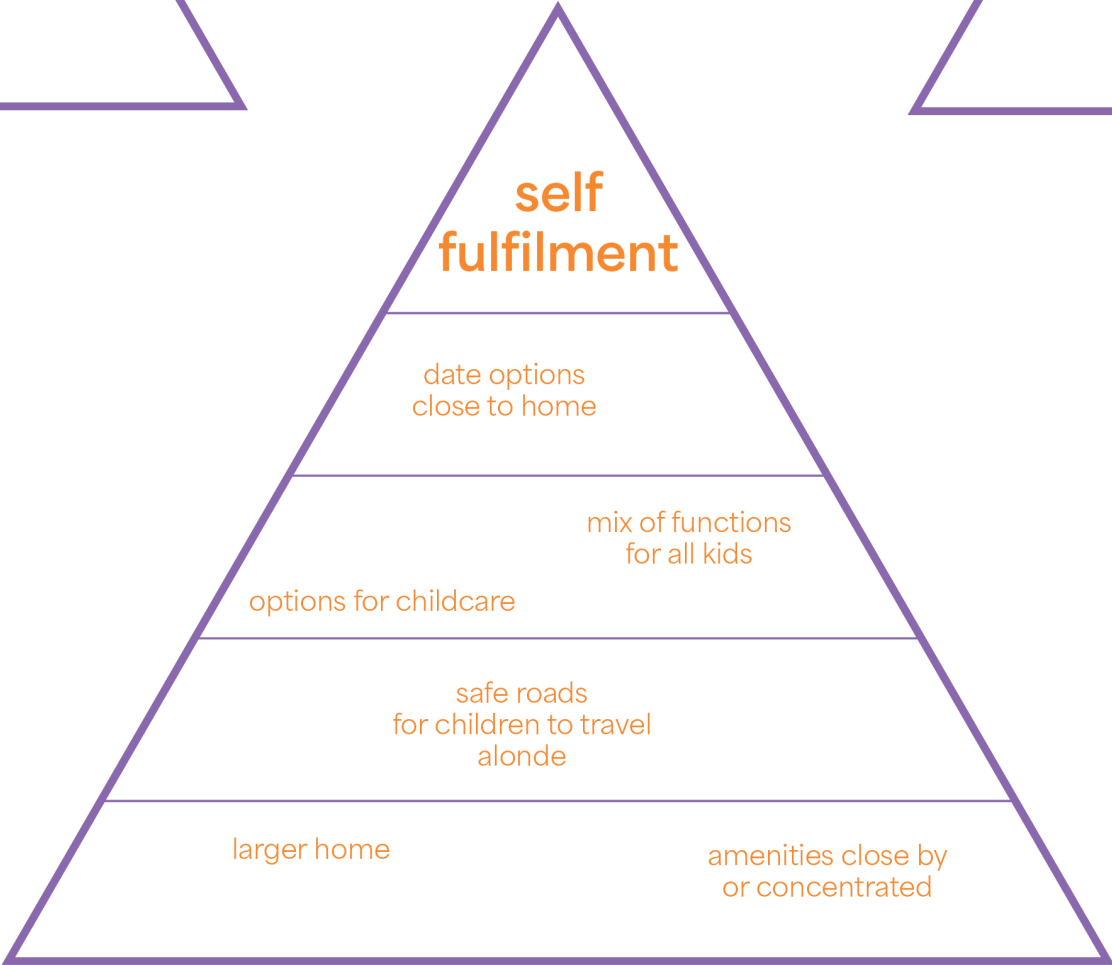 self
fulfilment
date options
close to home
mix of functions
for all kids
options for childcare
safe roads
for children to travel
alonde
larger home
amenities close by
or concentrated